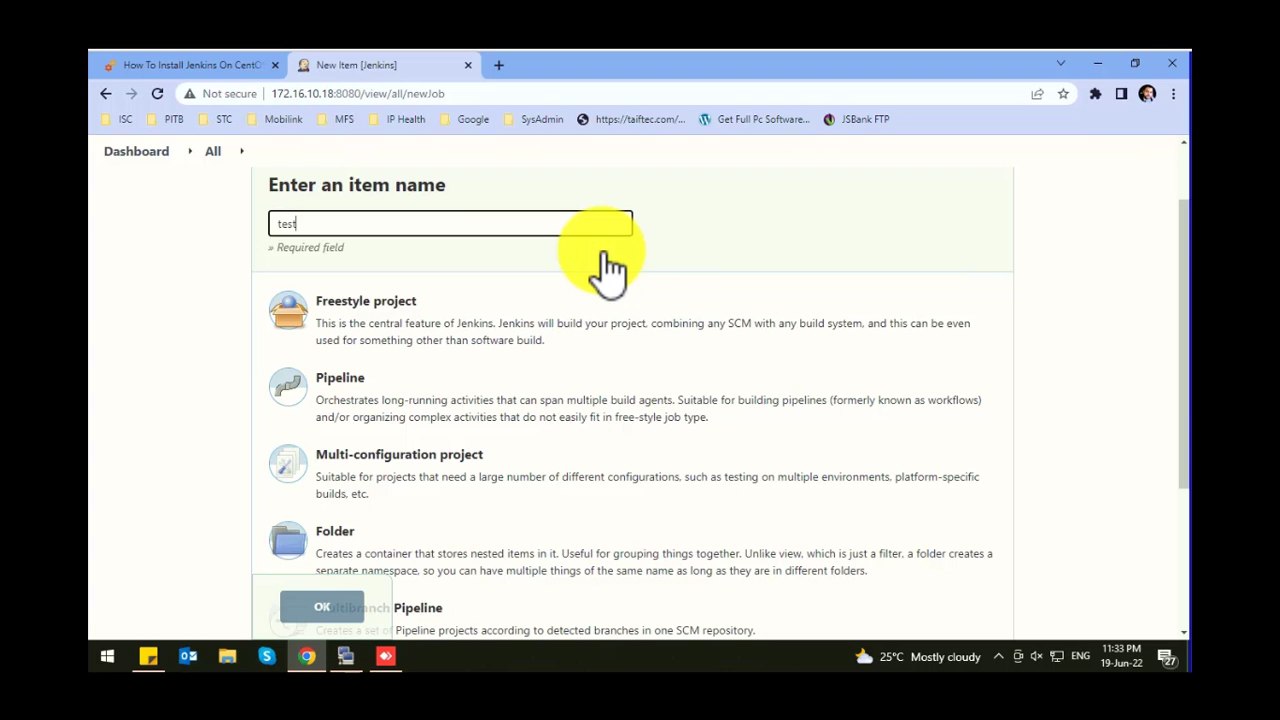 How To Install Jenkins On CentO
New Item [Jenkins]
Not secure
172.16.10.18:8080/view/all/newJob
ISC
PITB
STC
Mobilink
MFS
IP Health
Google
SysAdmin
https://taiftec.com/...
Get Full Pc Software...
JSBank FTP
Dashboard
All
Enter an item name
test
» Required field
Freestyle project
This is the central feature of Jenkins. Jenkins will build your project, combining any SCM with any build system, and this can be even
used for something other than software build.
Pipeline
Orchestrates long-running activities that can span multiple build agents. Suitable for building pipelines (formerly known as workflows)
and/or organizing complex activities that do not easily fit in free-style job type.
Multi-configuration project
Suitable for projects that need a large number of different configurations, such as testing on multiple environments, platform-specific
builds, etc.
Folder
Creates a container that stores nested items in it. Useful for grouping things together. Unlike view, which is just a filter, a folder creates a
separate namespace, so you can have multiple things of the same name as long as they are in different folders.
OK
Multibranch Pipeline
Creates a set of Pipeline projects according to detected branches in one SCM repository.
25°C Mostly cloudy
ENG
11:33 PM
19-Jun-22
27